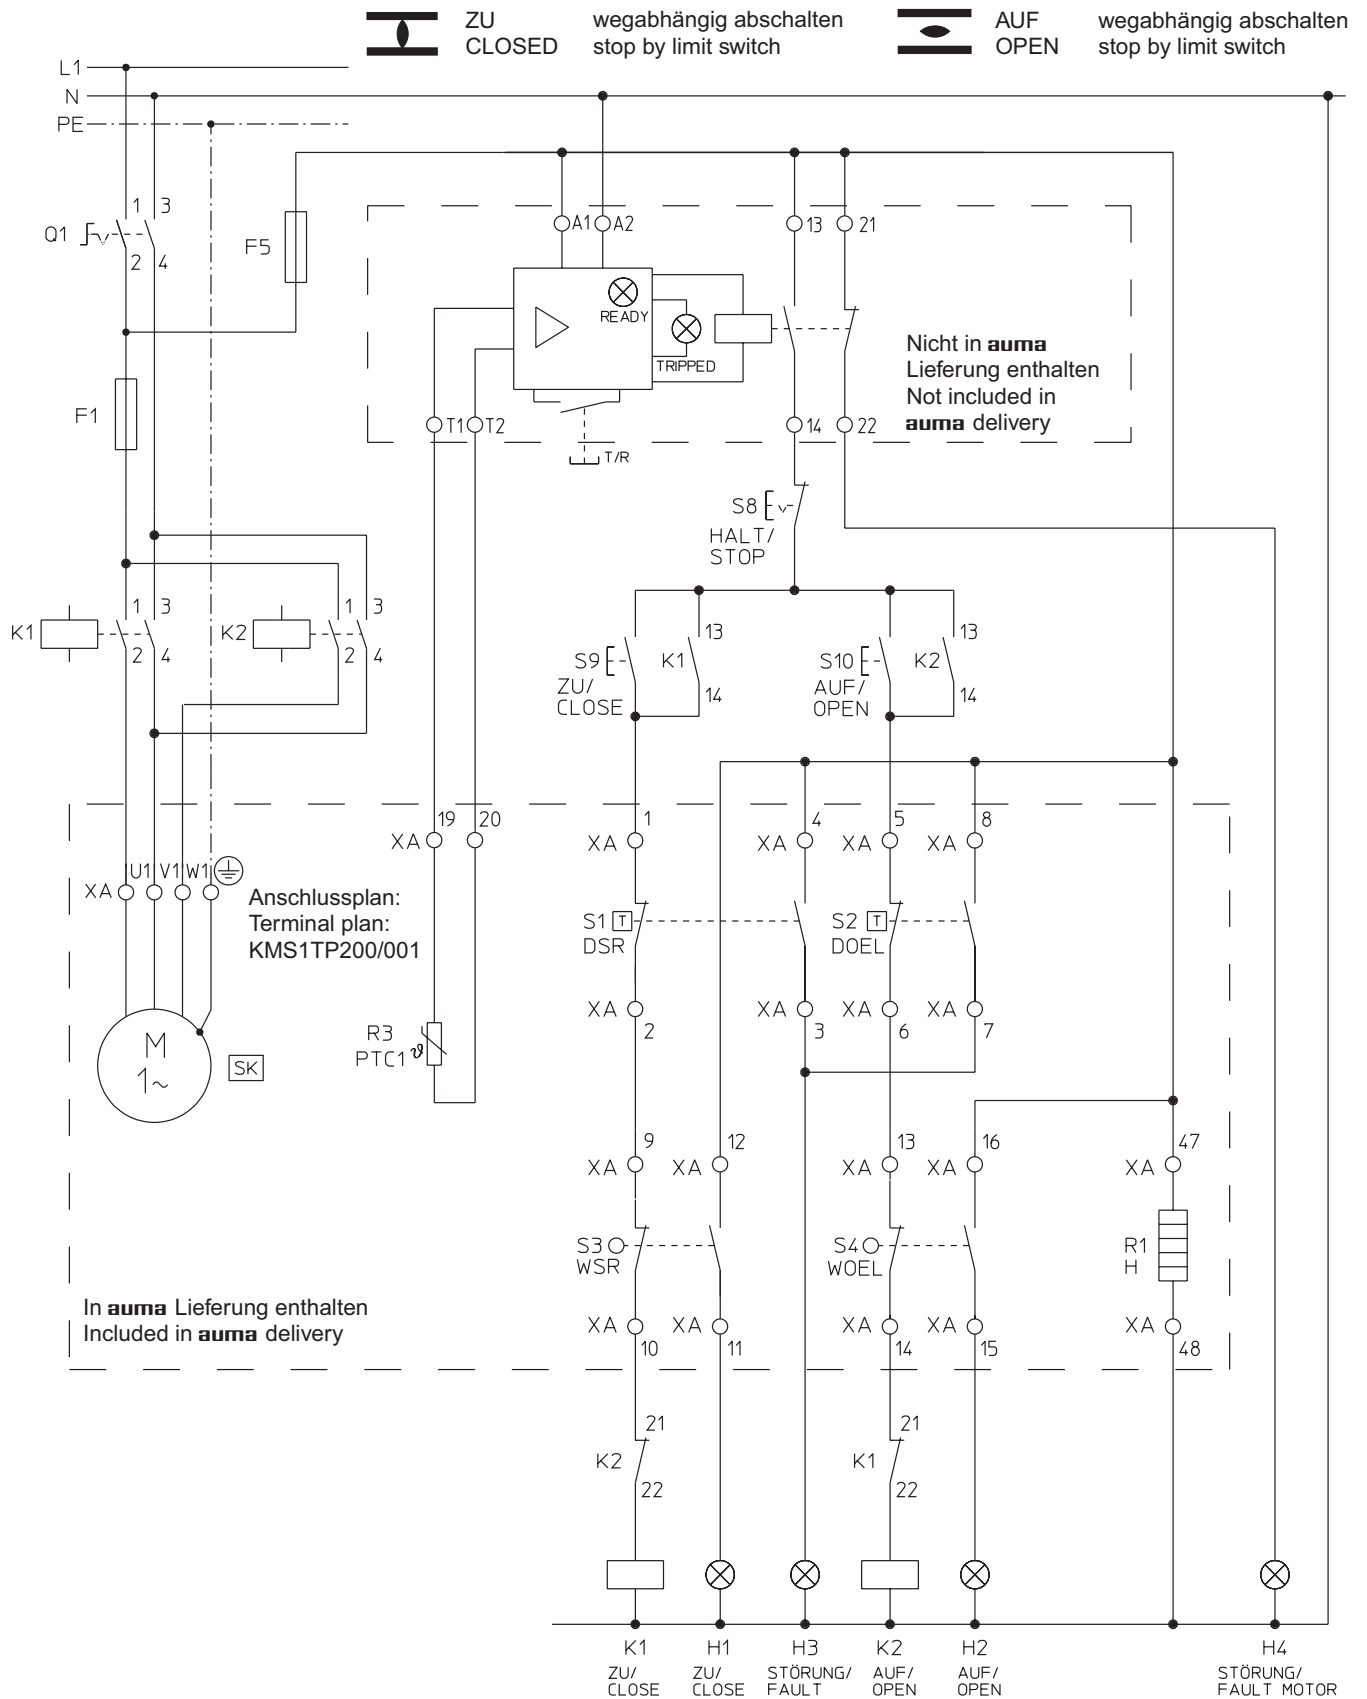 ZU wegabhängig abschalten AUF wegabhängig abschalten
CLOSED stop by limit switch OPEN stop by limit switch
L1
N
PE
1 3
Q1 F5 A1 A2 13 21
2 4
READY
TRIPPED
Nicht in auma
Lieferung enthalten
Not included in
auma delivery
F1 T1 T2 14 22
T/R
S8
HALT/
STOP
1 3 1 3 13 13
K1 K2 S9 K1 S10 K2
2 4 2 4
ZU/ 14 AUF/ 14
CLOSE OPEN
19 20 1 4 5 8
XA XA XA XA XA
U1 V1 W1
XA
Anschlussplan:
Terminal plan:
KMS1TP200/001
S1 T S2 T
DSR DOEL
XA XA XA XA
2 3 6 7
M R3
1~ PTC1 ϑ SK
9 12 13 16 47
XA XA XA XA XA
S3 S4 R1
WSR WOEL H
In auma Lieferung enthalten
Included in auma delivery
XA XA XA XA XA
10 11 14 15 48
21 21
K2 K1
22 22
K1 H1 H3 K2 H2 H4
ZU/ ZU/ STÖRUNG/ AUF/ AUF/ STÖRUNG/
CLOSE CLOSE FAULT OPEN OPEN FAULT MOTOR